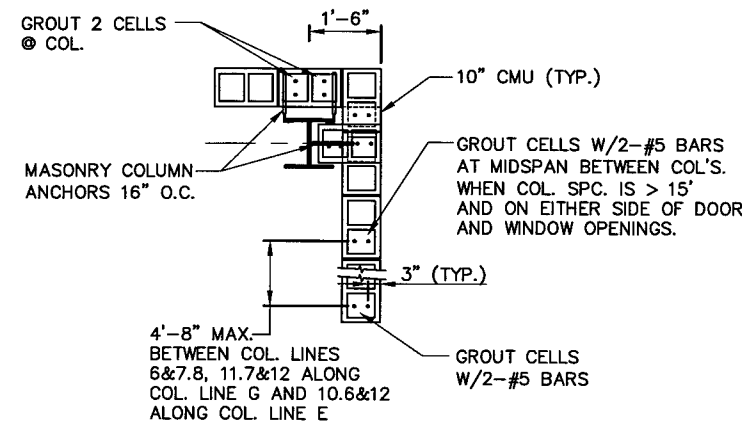 GROUT 2 CELLS
@ COL.
1'-6"
10" CMU (TYP.)
MASONRY COLUMN
ANCHORS 16" O.C.
GROUT CELLS W/2-#5 BARS
AT MIDSPAN BETWEEN COL'S.
WHEN COL. SPC. IS > 15'
AND ON EITHER SIDE OF DOOR
AND WINDOW OPENINGS.
3" (TYP.)
4'-8" MAX.
BETWEEN COL. LINES
6&7.8, 11.7&12 ALONG
COL. LINE G AND 10.6&12
ALONG COL. LINE E
GROUT CELLS
W/2-#5 BARS